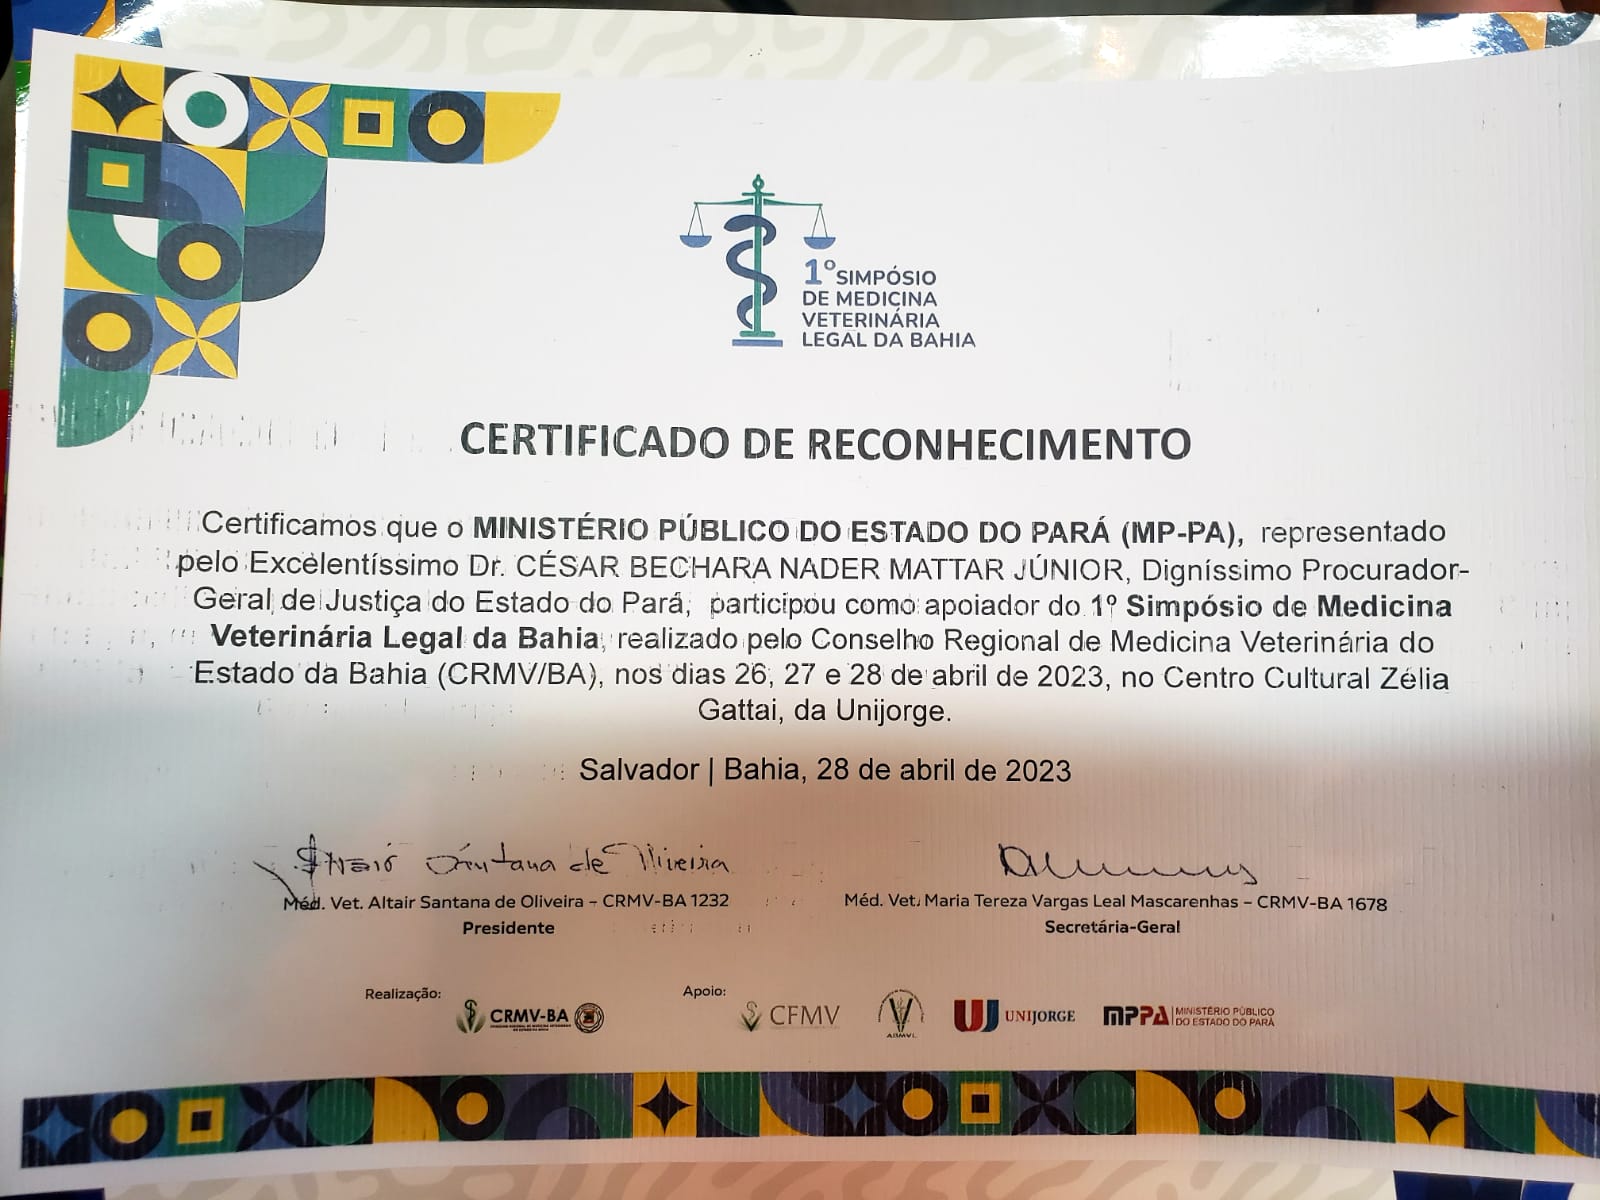 1º SIMPÓSIO
DE MEDICINA
VETERINÁRIA
LEGAL DA BAHIA
CERTIFICADO DE RECONHECIMENTO
Certificamos que o MINISTÉRIO PÚBLICO DO ESTADO DO PARÁ (MP-PA), representado
pelo Excelentíssimo Dr. CÉSAR BECHARA NADER MATTAR JÚNIOR, Digníssimo Procurador-
Geral de Justiça do Estado do Pará, participou como apoiador do 1º Simpósio de Medicina
Veterinária Legal da Bahia, realizado pelo Conselho Regional de Medicina Veterinária do
Estado da Bahia (CRMV/BA), nos dias 26, 27 e 28 de abril de 2023, no Centro Cultural Zélia
Gattai, da Unijorge.
Salvador | Bahia, 28 de abril de 2023
Santana de Oliveira
Méd. Vet. Altair Santana de Oliveira – CRMV-BA 1232
Presidente
Méd. Vet. Maria Tereza Vargas Leal Mascarenhas – CRMV-BA 1678
Secretária-Geral
Realização:
CRMV-BA
Apoio:
CFMV
ABMVL
UNIJORGE
MPPA MINISTÉRIO PÚBLICO
DO ESTADO DO PARÁ